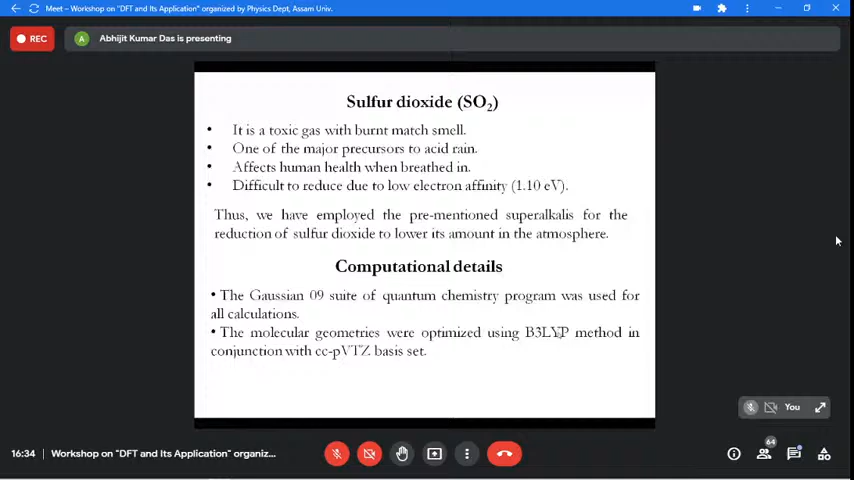 Meet – Workshop on "DFT and Its Application" organized by Physics Dept, Assam Univ.
REC
A
Abhijit Kumar Das is presenting
Sulfur dioxide (SO₂)
• It is a toxic gas with burnt match smell.
• One of the major precursors to acid rain.
• Affects human health when breathed in.
• Difficult to reduce due to low electron affinity (1.10 eV).
Thus, we have employed the pre-mentioned superalkalis for the
reduction of sulfur dioxide to lower its amount in the atmosphere.
Computational details
• The Gaussian 09 suite of quantum chemistry program was used for
all calculations.
• The molecular geometries were optimized using B3LYP method in
conjunction with cc-pVTZ basis set.
You
16:34 Workshop on "DFT and Its Application" organiz...
64